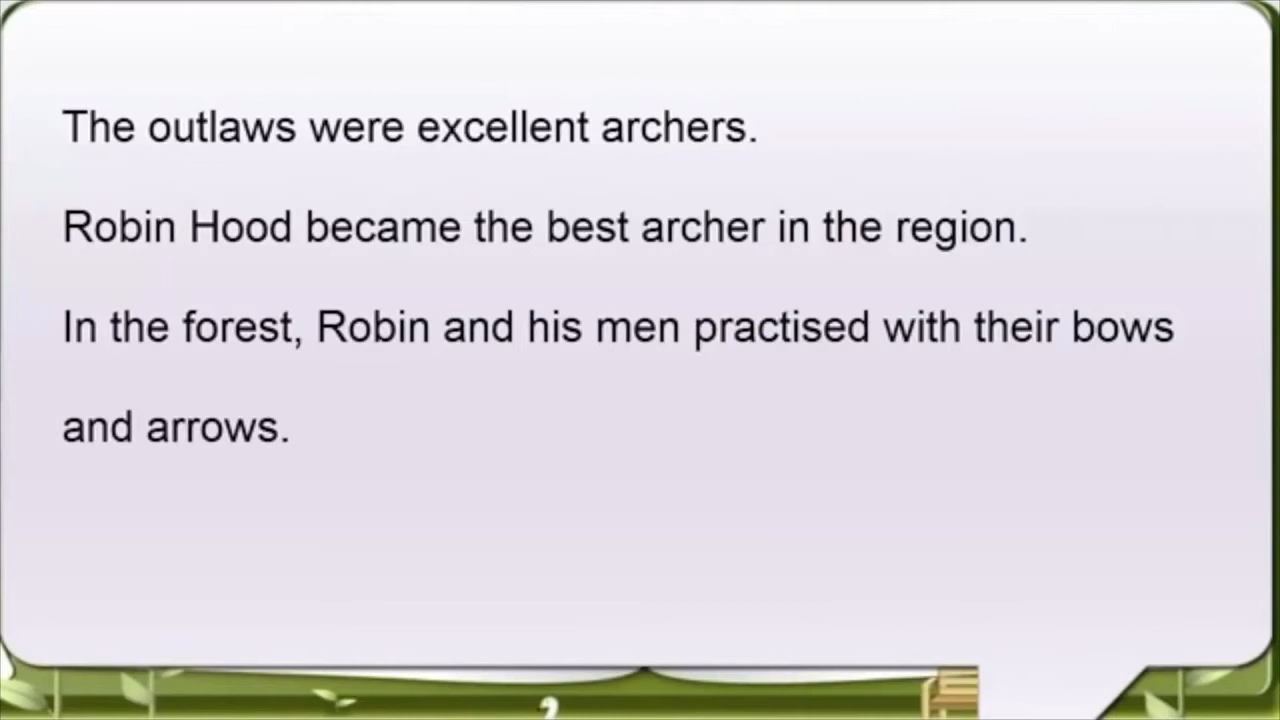 The outlaws were excellent archers.
Robin Hood became the best archer in the region.
In the forest, Robin and his men practised with their bows
and arrows.